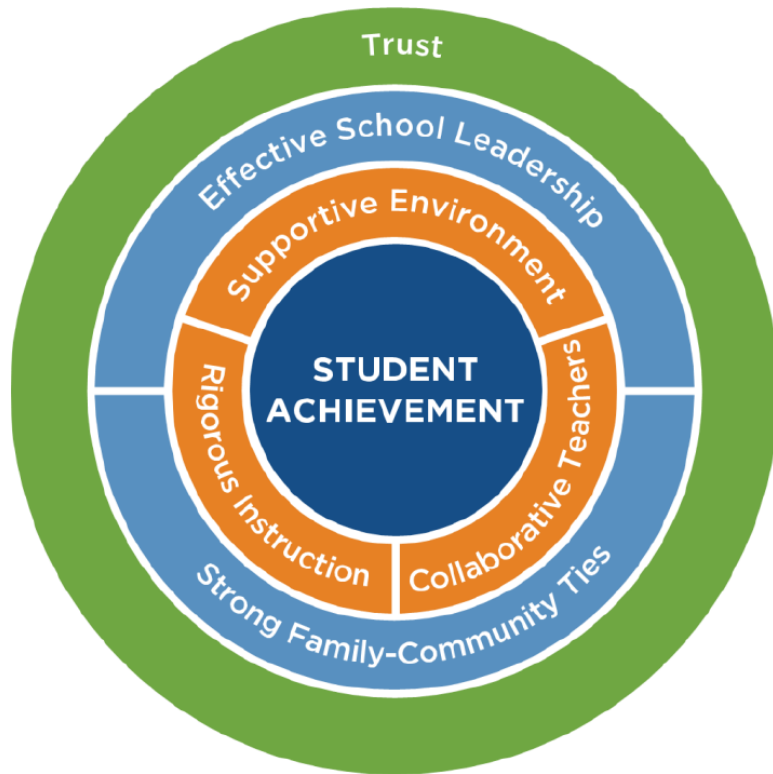 Trust
Effective School Leadership
Supportive Environment
STUDENT
ACHIEVEMENT
Rigorous Instruction
Collaborative Teachers
Strong Family-Community Ties